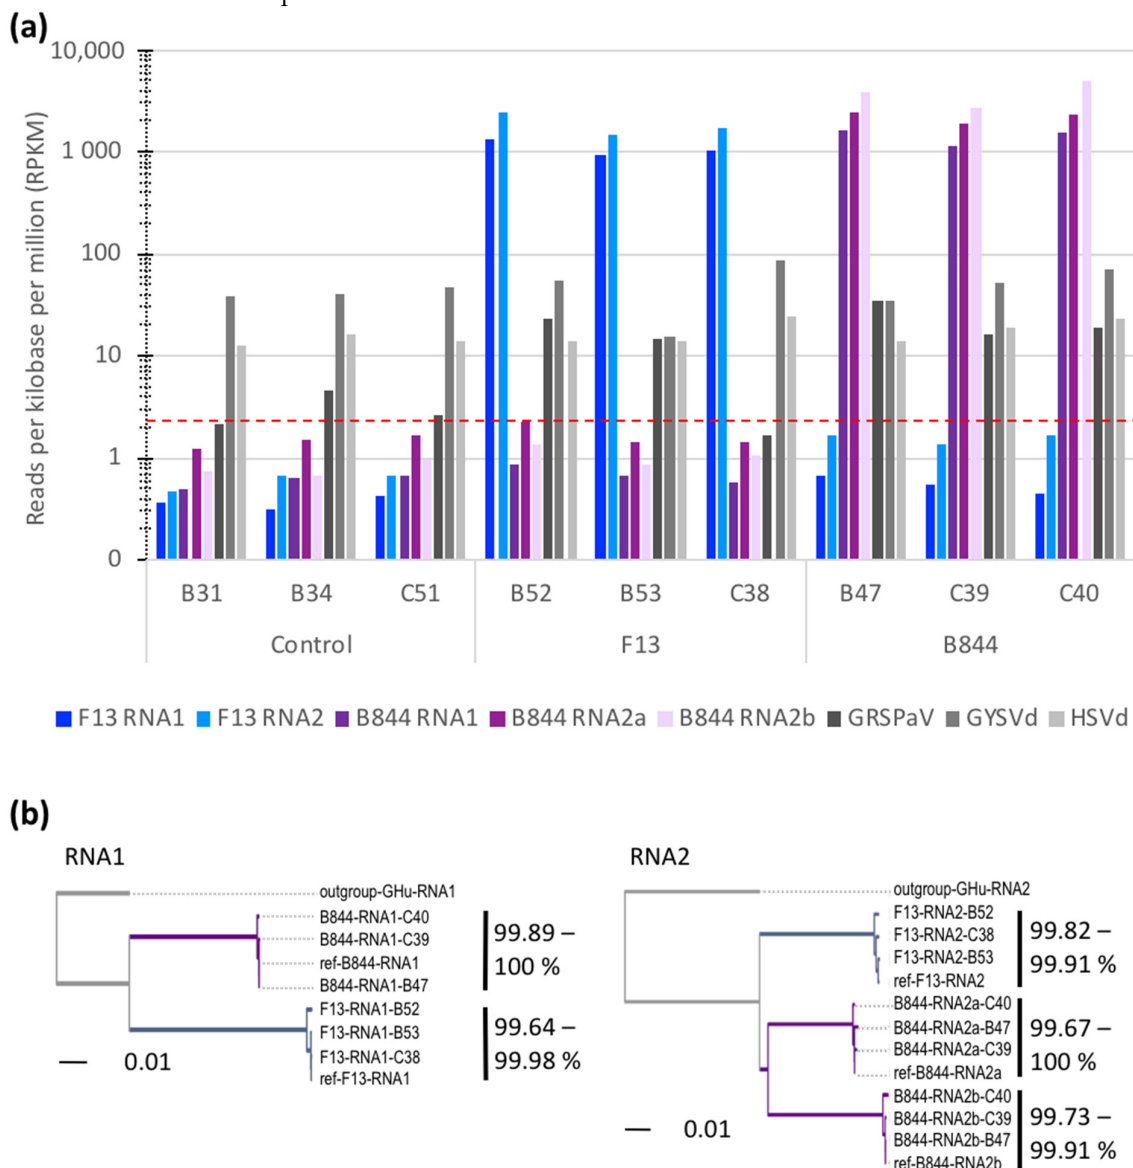 (a)
10,000
1 000
100
10
1
0
Reads per kilobase per million (RPKM)
B31 B34 C51 B52 B53 C38 B47 C39 C40
Control F13 B844
F13 RNA1 F13 RNA2 B844 RNA1 B844 RNA2a B844 RNA2b GRSPaV GYSVd HSVd
(b)
RNA1
outgroup-GHu-RNA1
B844-RNA1-C40
B844-RNA1-C39
ref-B844-RNA1
B844-RNA1-B47
99.89 –
100 %
F13-RNA1-B52
F13-RNA1-B53
F13-RNA1-C38
ref-F13-RNA1
99.64 –
99.98 %
0.01
RNA2
outgroup-GHu-RNA2
F13-RNA2-B52
F13-RNA2-C38
F13-RNA2-B53
ref-F13-RNA2
99.82 –
99.91 %
B844-RNA2a-C40
B844-RNA2a-B47
B844-RNA2a-C39
ref-B844-RNA2a
99.67 –
100 %
B844-RNA2b-C40
B844-RNA2b-C39
B844-RNA2b-B47
ref-B844-RNA2b
99.73 –
99.91 %
0.01